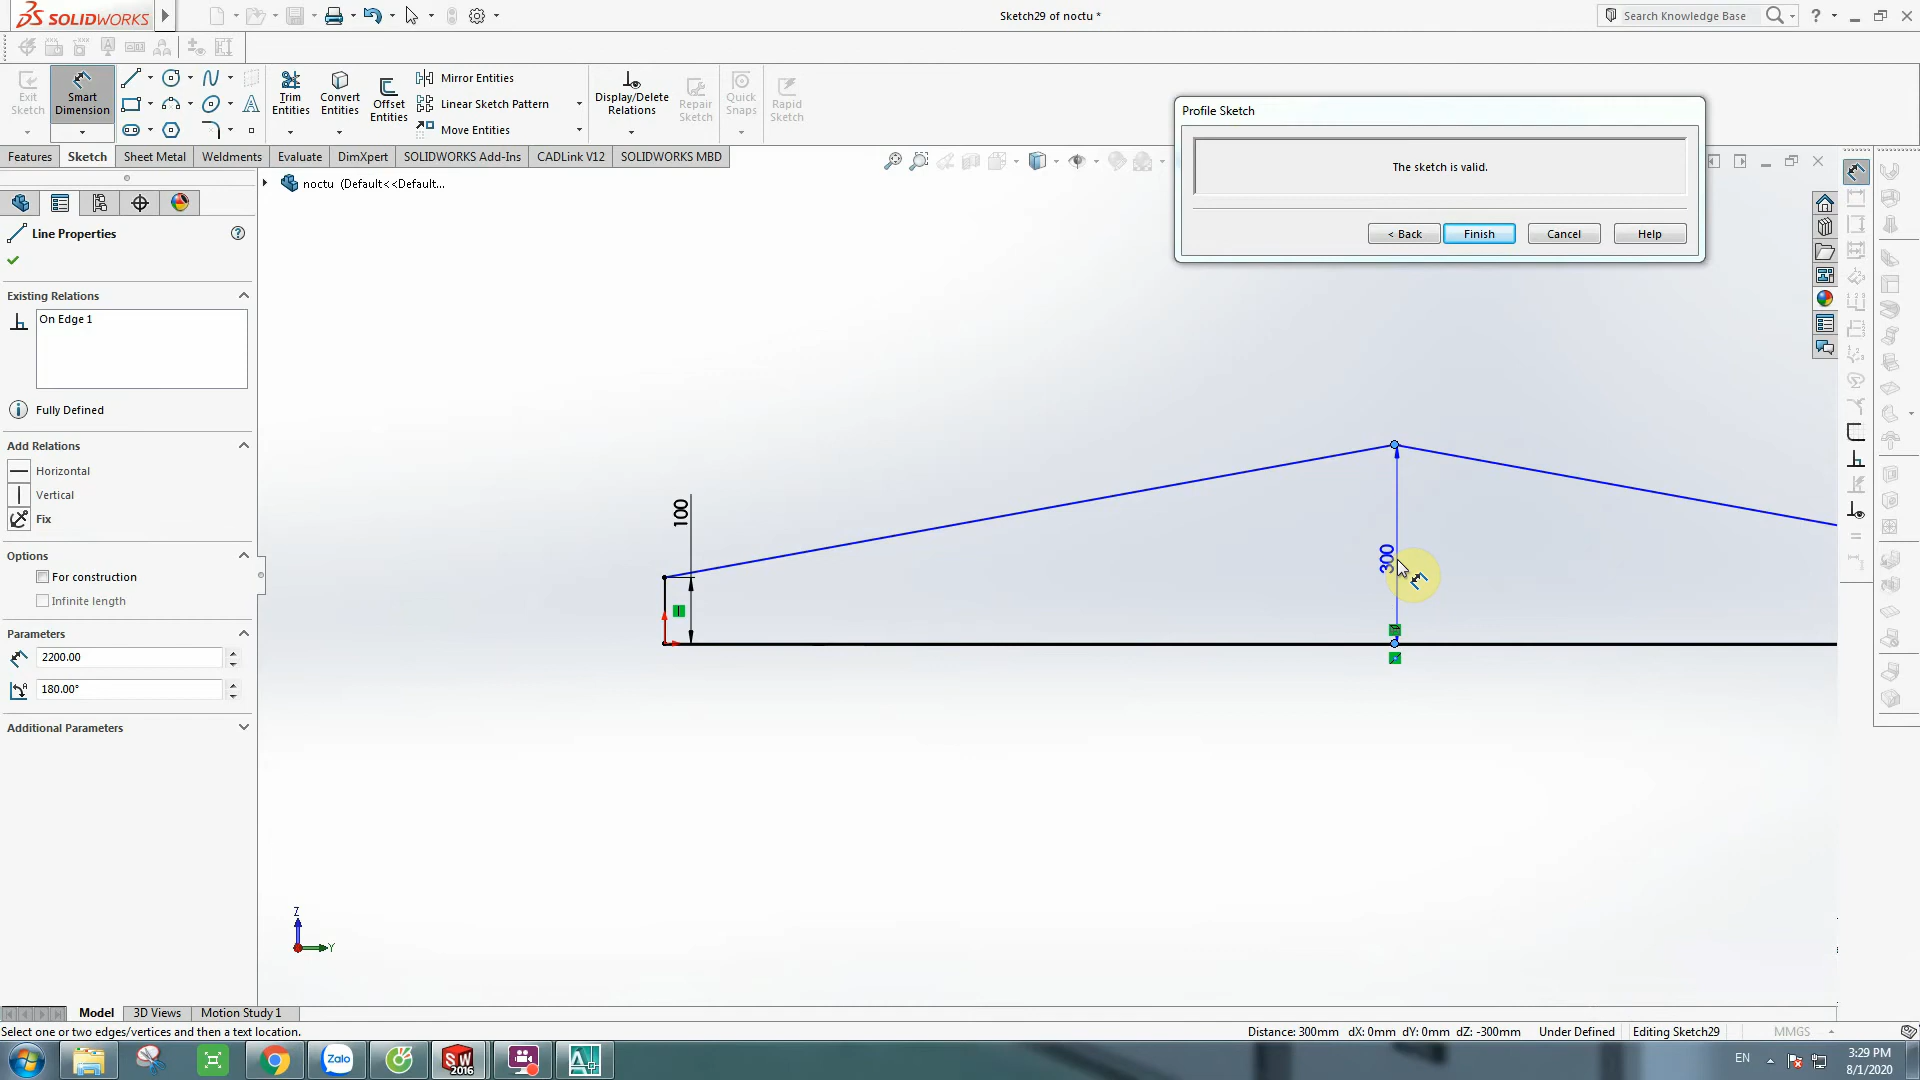 SOLIDWORKS
Sketch29 of noctu *
Search Knowledge Base
Exit
Sketch
Smart
Dimension
Trim
Entities
Convert
Entities
Offset
Entities
Mirror Entities
Linear Sketch Pattern
Move Entities
Display/Delete
Relations
Repair
Sketch
Quick
Snaps
Rapid
Sketch
Features
Sketch
Sheet Metal
Weldments
Evaluate
DimXpert
SOLIDWORKS Add-Ins
CADLink V12
SOLIDWORKS MBD
noctu (Default<<Default...
Profile Sketch
The sketch is valid.
< Back
Finish
Cancel
Help
Line Properties
Existing Relations
On Edge 1
Fully Defined
Add Relations
Horizontal
Vertical
Fix
Options
For construction
Infinite length
Parameters
2200.00
180.00°
Additional Parameters
100
300
Z
Y
Model
3D Views
Motion Study 1
Select one or two edges/vertices and then a text location.
Distance: 300mm dX: 0mm dY: 0mm dZ: -300mm
Under Defined
Editing Sketch29
MMGS
Zalo
SW
2016
EN
3:29 PM
8/1/2020